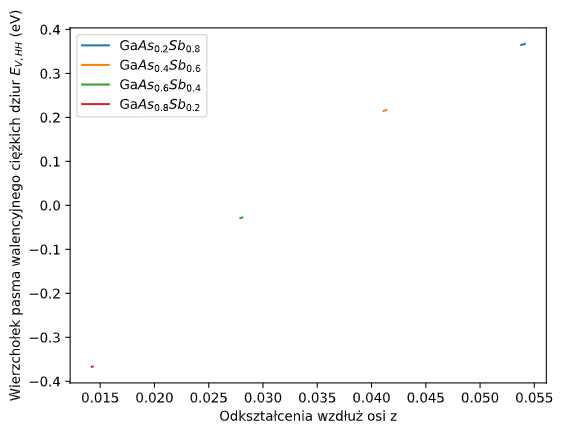 GaAs0.2Sb0.8
GaAs0.4Sb0.6
GaAs0.6Sb0.4
GaAs0.8Sb0.2
Wierzchołek pasma walencyjnego ciężkich dziur EV, HH (eV)
0.4
0.3
0.2
0.1
0.0
−0.1
−0.2
−0.3
−0.4
0.015 0.020 0.025 0.030 0.035 0.040 0.045 0.050 0.055
Odkształcenia wzdłuż osi z